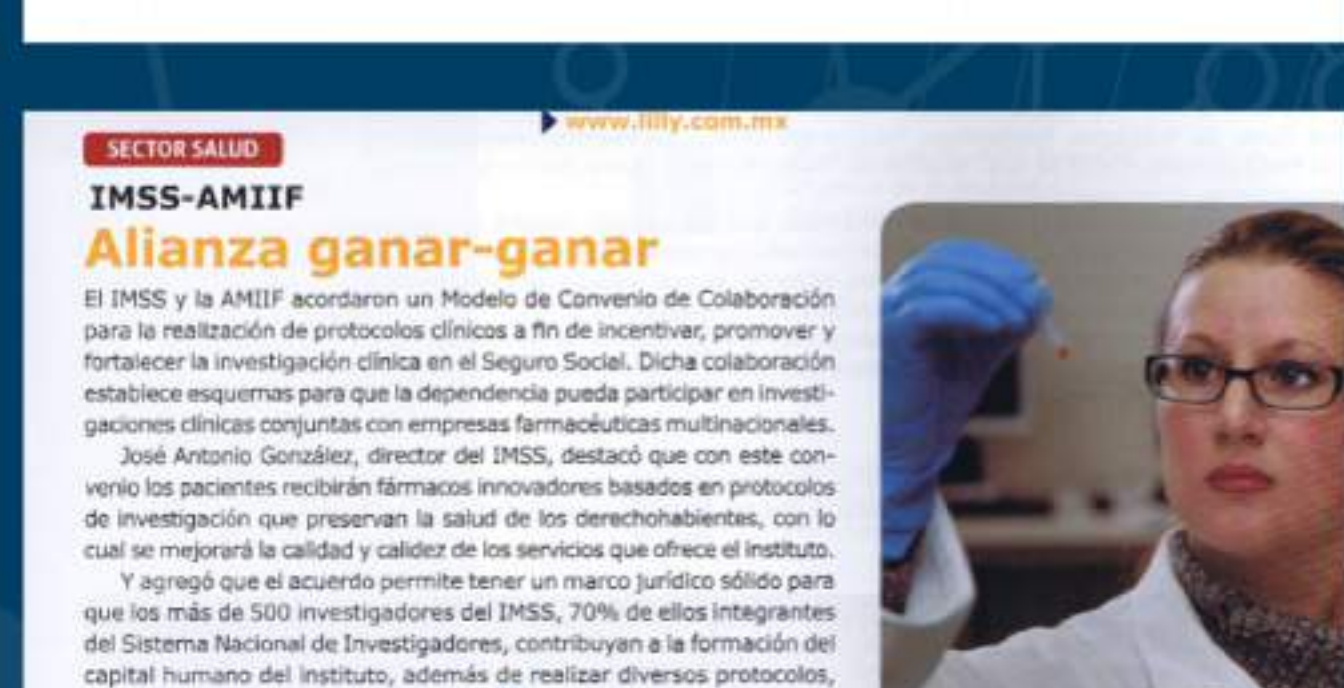 www.lilly.com.mx
SECTOR SALUD
IMSS-AMIIF
Alianza ganar-ganar
El IMSS y la AMIIF acordaron un Modelo de Convenio de Colaboración
para la realización de protocolos clínicos a fin de incentivar, promover y
fortalecer la investigación clínica en el Seguro Social. Dicha colaboración
establece esquemas para que la dependencia pueda participar en investi-
gaciones clínicas conjuntas con empresas farmacéuticas multinacionales.
José Antonio González, director del IMSS, destacó que con este con-
venio los pacientes recibirán fármacos innovadores basados en protocolos
de investigación que preservan la salud de los derechohabientes, con lo
cual se mejorará la calidad y calidez de los servicios que ofrece el instituto.
Y agregó que el acuerdo permite tener un marco jurídico sólido para
que los más de 500 investigadores del IMSS, 70% de ellos integrantes
del Sistema Nacional de Investigadores, contribuyan a la formación del
capital humano del instituto, además de realizar diversos protocolos,